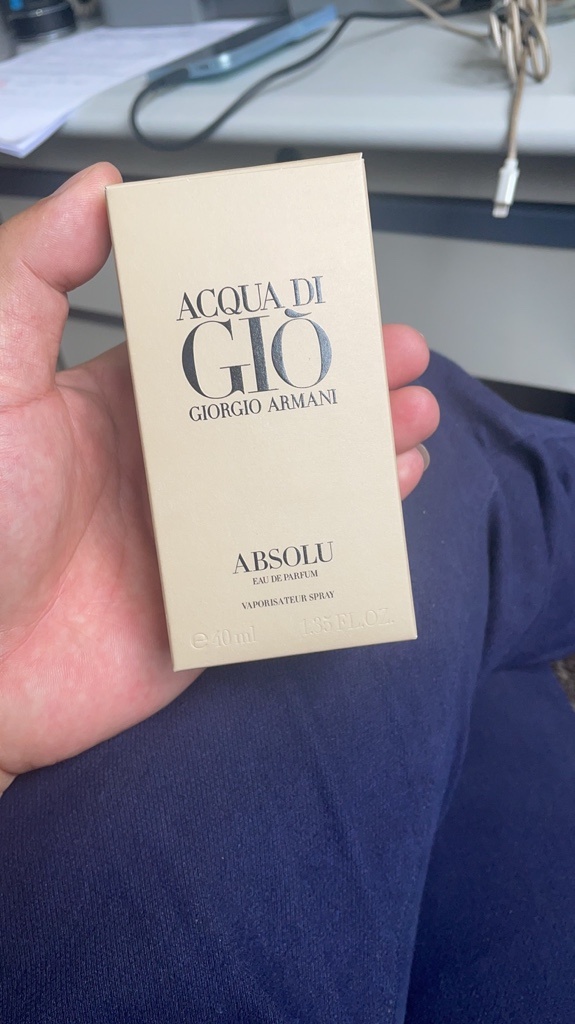 ACQUA DI
GIÒ
GIORGIO ARMANI
ABSOLU
EAU DE PARFUM
VAPORISATEUR SPRAY
℮ 40 ml 1.35 FL.OZ.